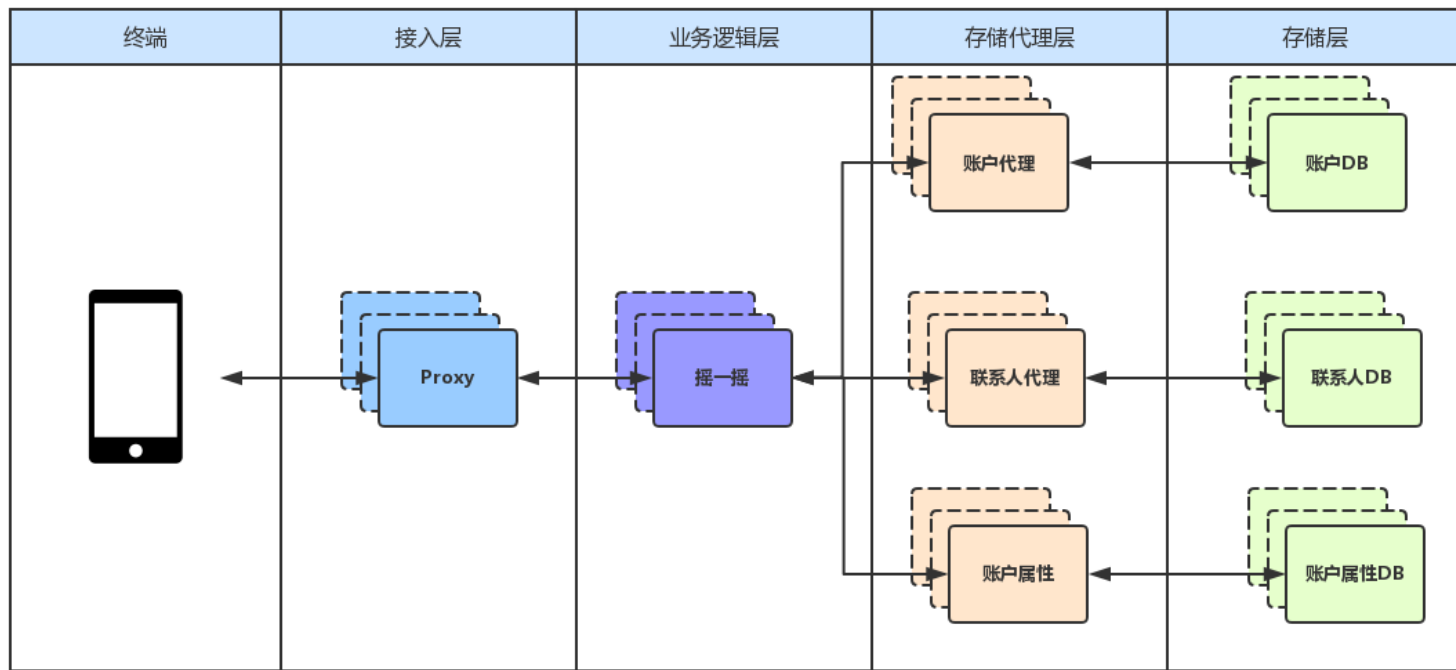 终端
接入层
业务逻辑层
存储代理层
存储层
账户代理
账户DB
Proxy
摇一摇
联系人代理
联系人DB
账户属性
账户属性DB